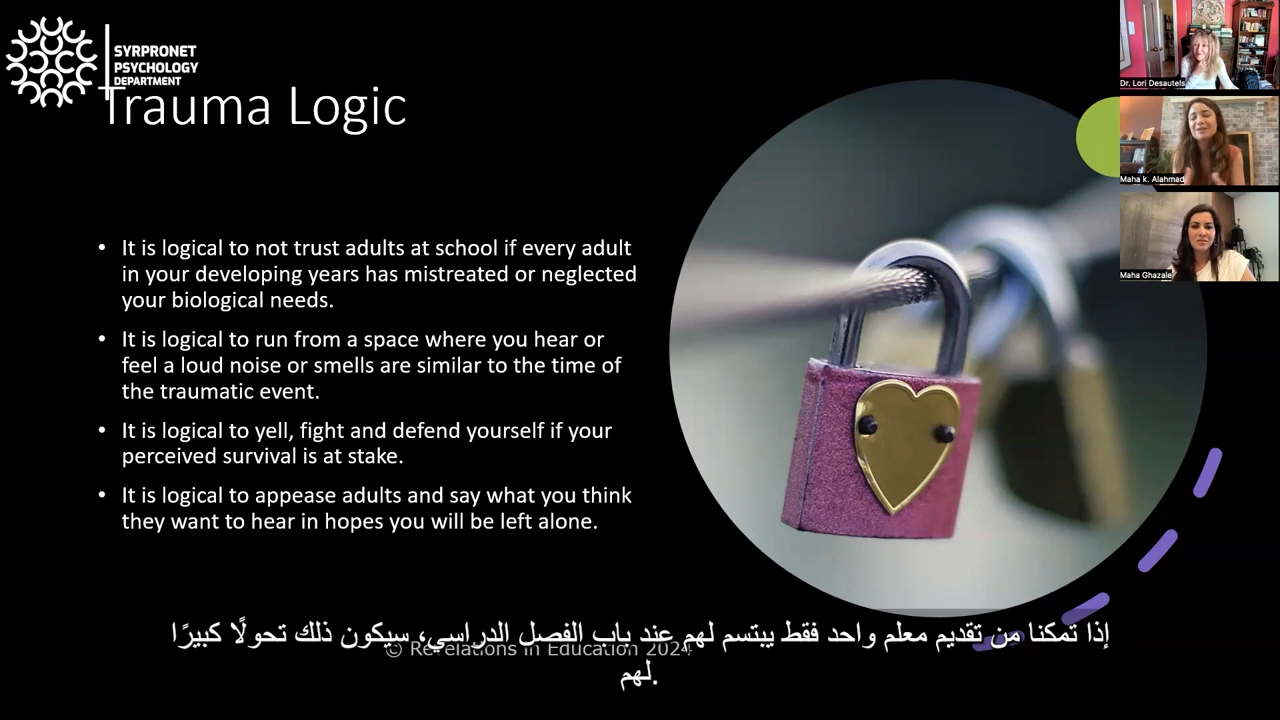 SYRPRONET
PSYCHOLOGY
DEPARTMENT
Trauma Logic
• It is logical to not trust adults at school if every adult
in your developing years has mistreated or neglected
your biological needs.
• It is logical to run from a space where you hear or
feel a loud noise or smells are similar to the time of
the traumatic event.
• It is logical to yell, fight and defend yourself if your
perceived survival is at stake.
• It is logical to appease adults and say what you think
they want to hear in hopes you will be left alone.
Dr. Lori Desautels
Maha k. Alahmad
Maha Ghazale
إذا تمكنا من تقديم معلم واحد فقط يبتسم لهم عند باب الفصل الدراسي، سيكون ذلك تحولًا كبيرًا
لهم.
© Revelations in Education 2024